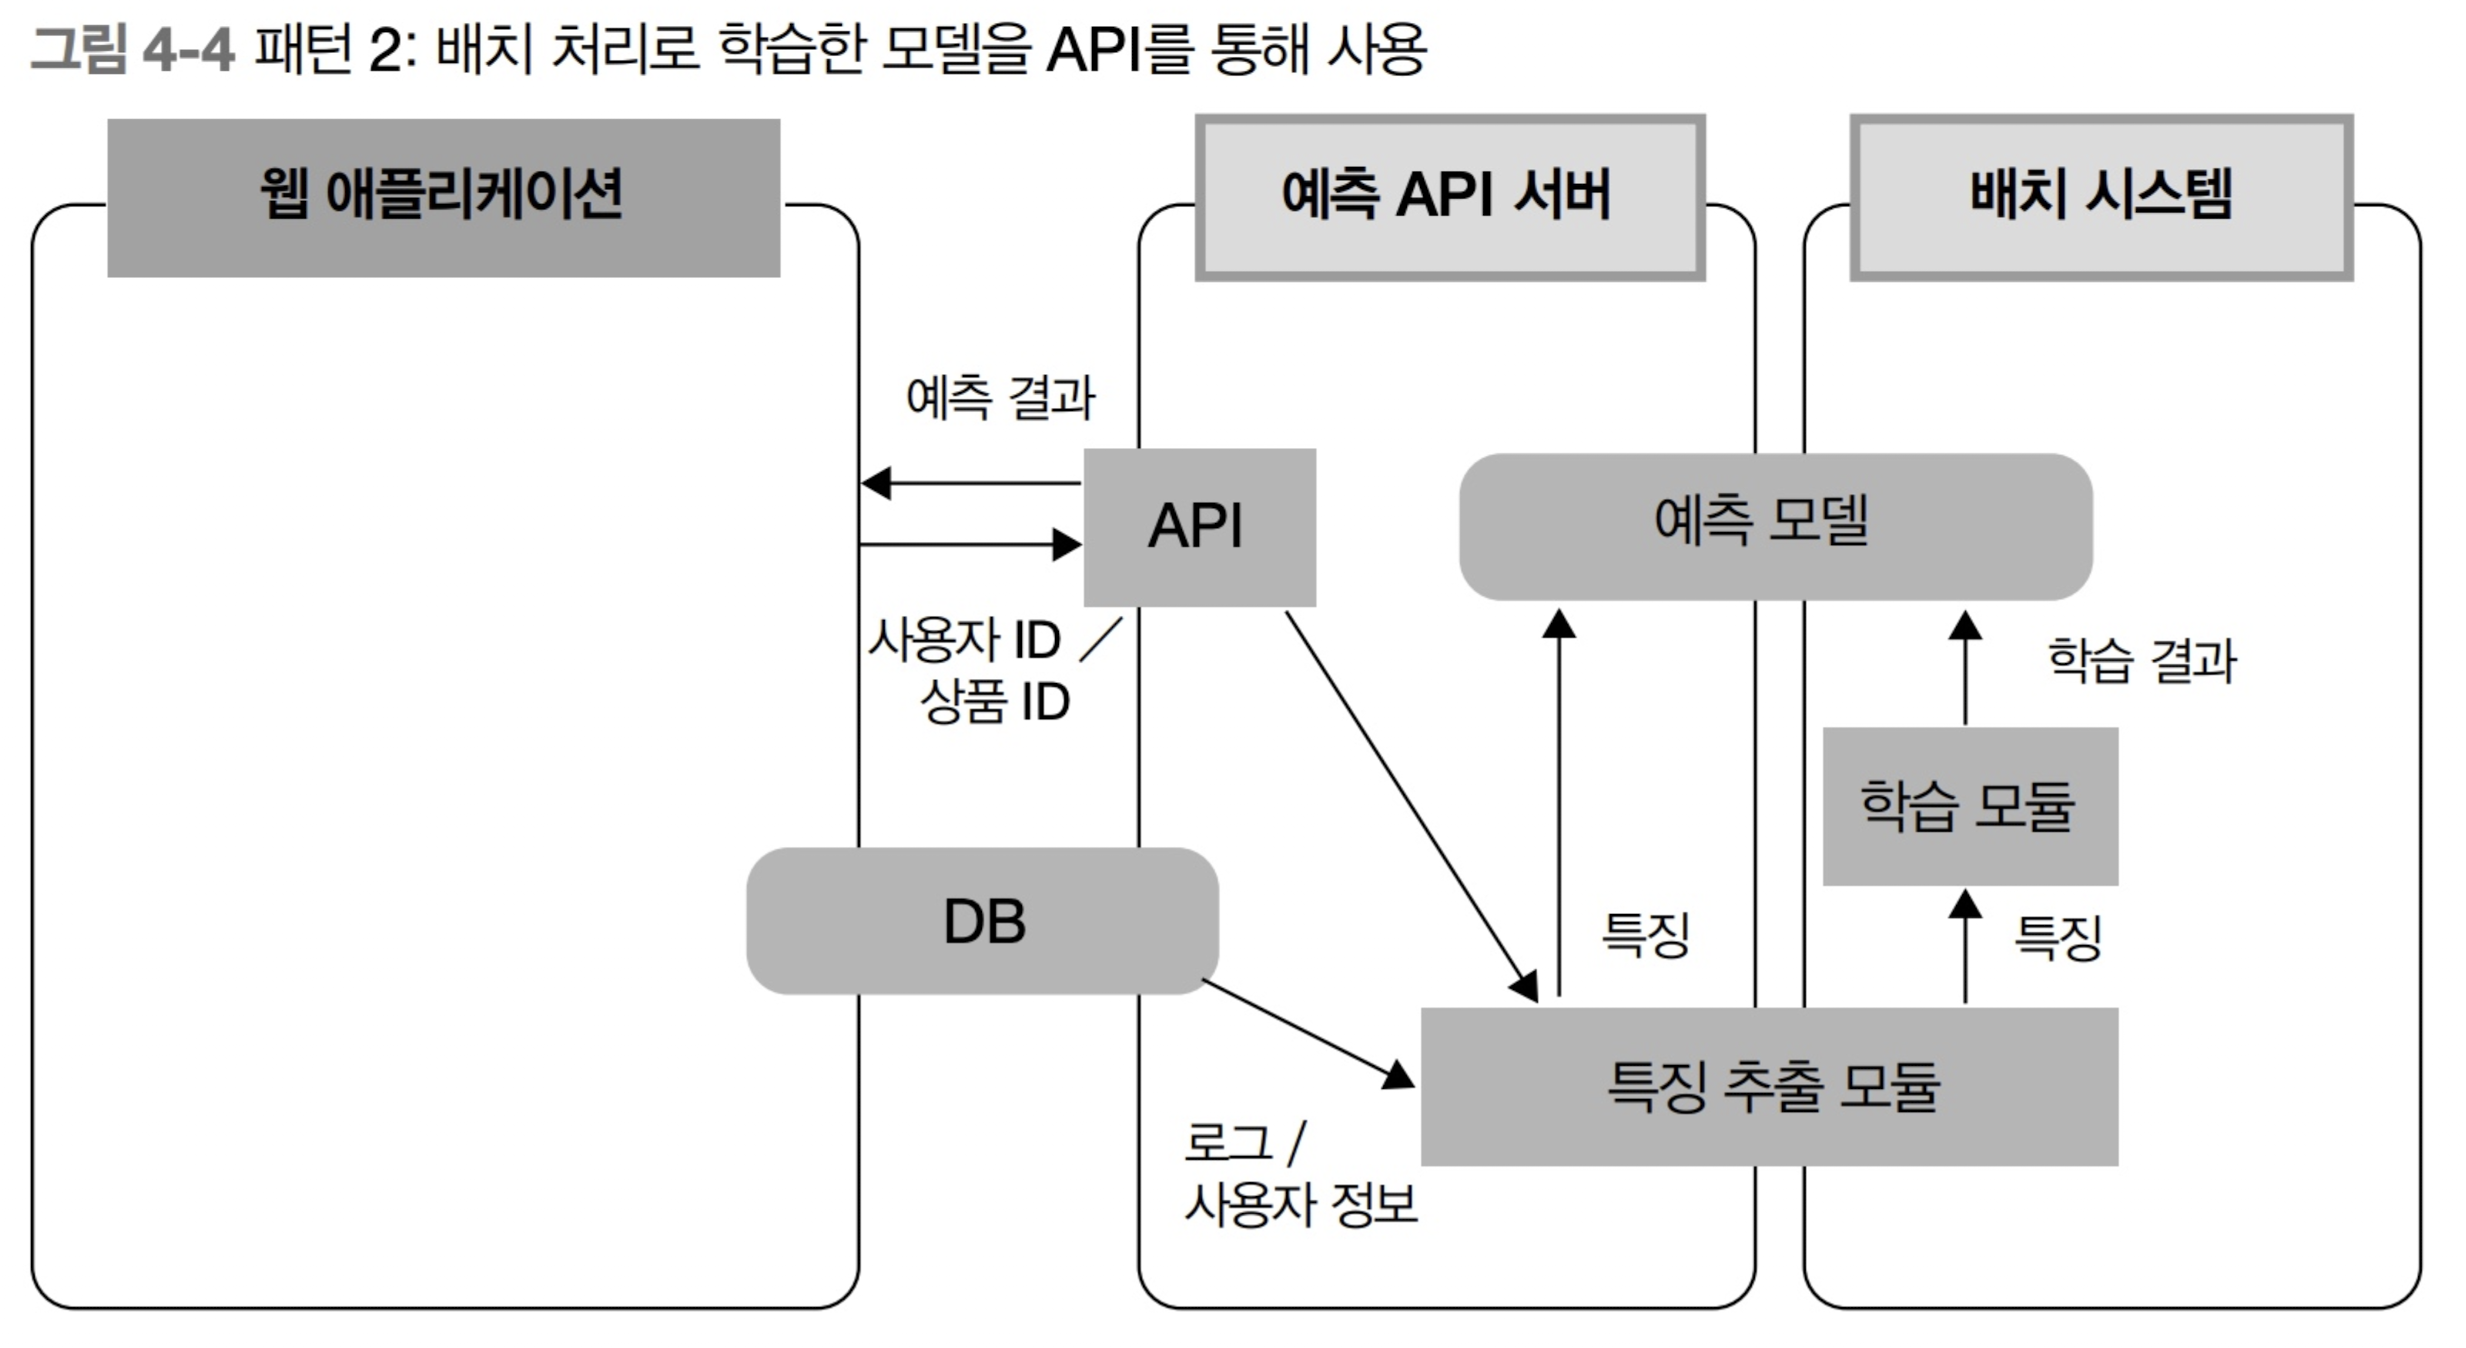 그림 4-4 패턴 2: 배치 처리로 학습한 모델을 API를 통해 사용
웹 애플리케이션
예측 API 서버
배치 시스템
예측 결과
API
예측 모델
사용자 ID /
상품 ID
학습 결과
학습 모듈
DB
특징
특징
특징 추출 모듈
로그 /
사용자 정보